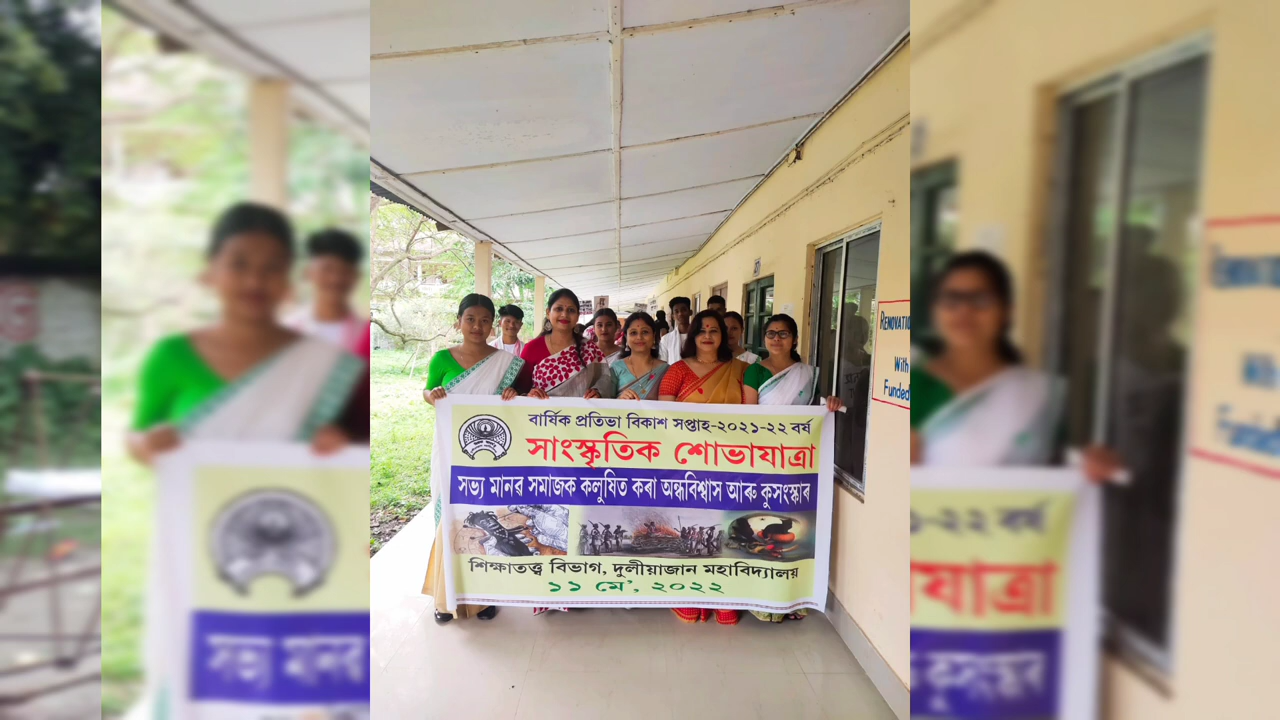 বাৰ্ষিক প্ৰতিভা বিকাশ সপ্তাহ-২০২১-২২ বৰ্ষ
সাংস্কৃতিক শোভাযাত্ৰা
সভ্য মানৱ সমাজক কলুষিত কৰা অন্ধবিশ্বাস আৰু কুসংস্কাৰ
শিক্ষাতত্ত্ব বিভাগ, দুলীয়াজান মহাবিদ্যালয়
১১ মে', ২০২২
RENOVATIO
With
Funded